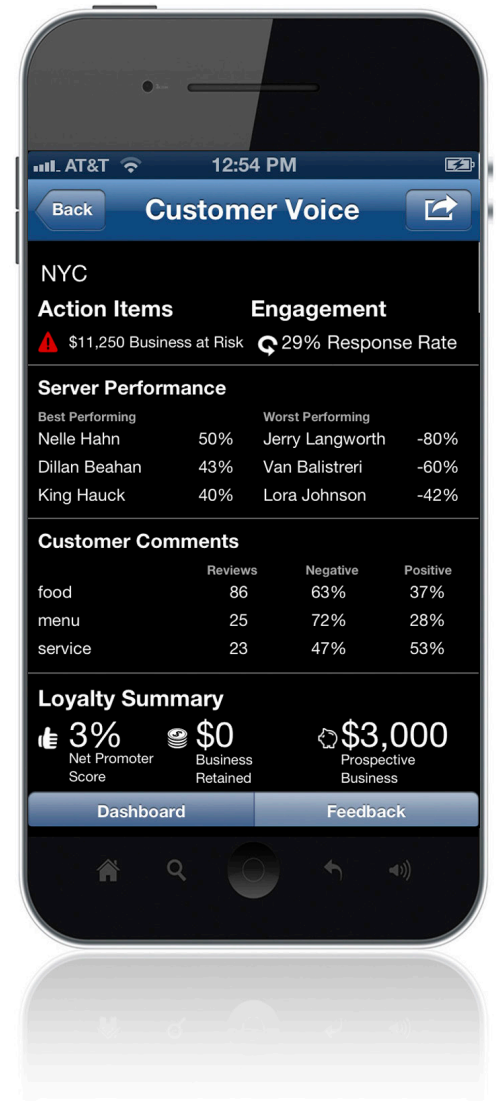 AT&T 12:54 PM
Back Customer Voice
NYC
Action Items Engagement
$11,250 Business at Risk 29% Response Rate
Server Performance
Best Performing Worst Performing
Nelle Hahn 50% Jerry Langworth -80%
Dillan Beahan 43% Van Balistreri -60%
King Hauck 40% Lora Johnson -42%
Customer Comments
Reviews Negative Positive
food 86 63% 37%
menu 25 72% 28%
service 23 47% 53%
Loyalty Summary
3% $0 $3,000
Net Promoter Business Prospective
Score Retained Business
Dashboard Feedback